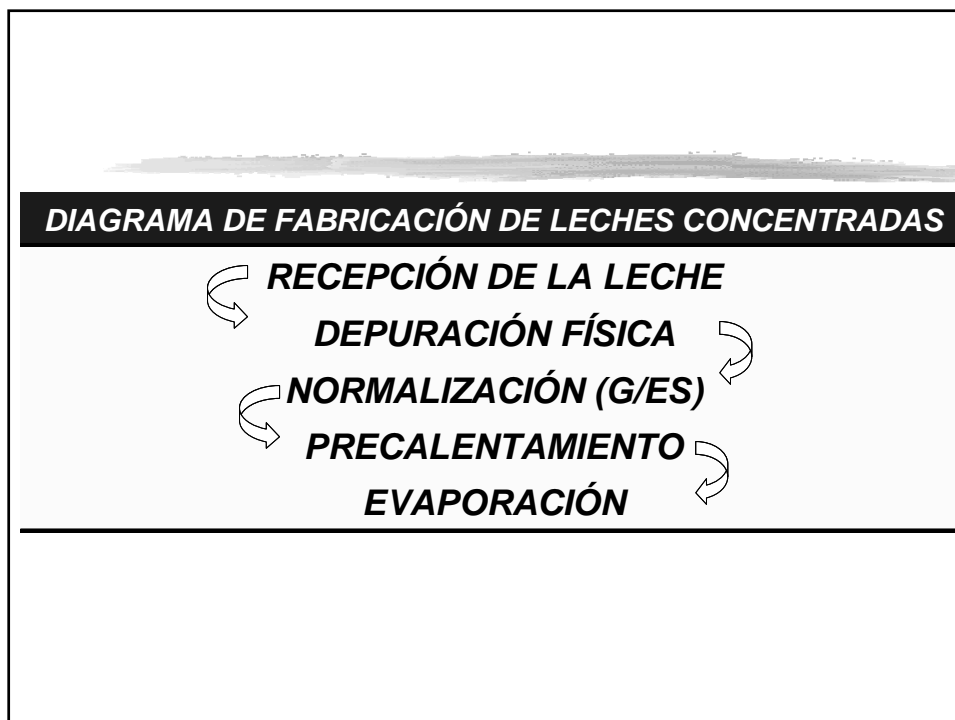 DIAGRAMA DE FABRICACIÓN DE LECHES CONCENTRADAS
RECEPCIÓN DE LA LECHE
DEPURACIÓN FÍSICA
NORMALIZACIÓN (G/ES)
PRECALENTAMIENTO
EVAPORACIÓN